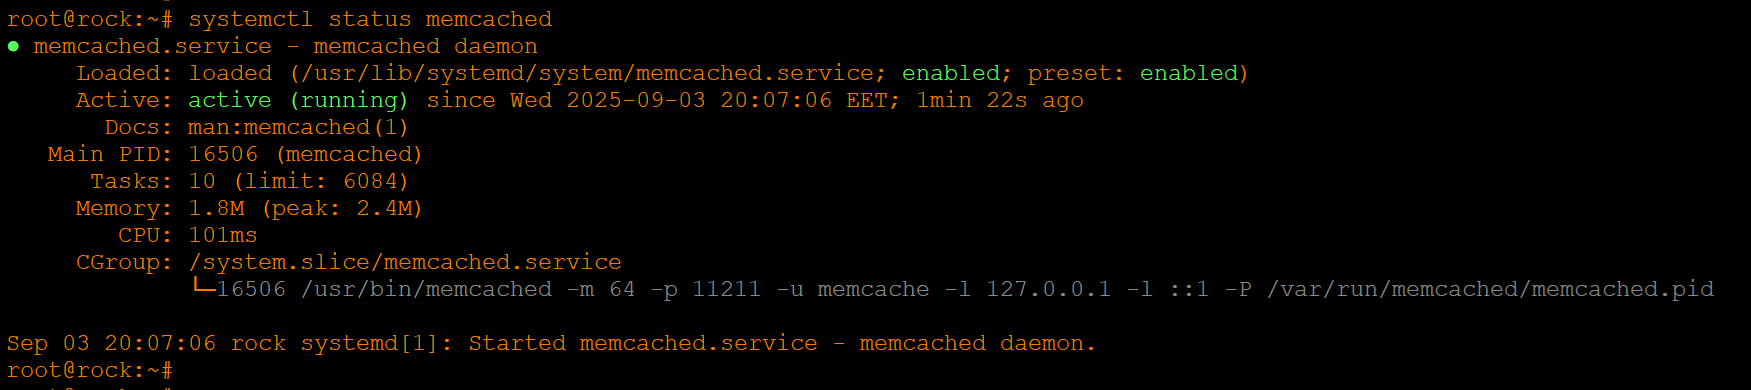 root@rock:~# systemctl status memcached
● memcached.service - memcached daemon
     Loaded: loaded (/usr/lib/systemd/system/memcached.service; enabled; preset: enabled)
     Active: active (running) since Wed 2025-09-03 20:07:06 EET; 1min 22s ago
       Docs: man:memcached(1)
   Main PID: 16506 (memcached)
      Tasks: 10 (limit: 6084)
     Memory: 1.8M (peak: 2.4M)
        CPU: 101ms
     CGroup: /system.slice/memcached.service
             └─16506 /usr/bin/memcached -m 64 -p 11211 -u memcache -l 127.0.0.1 -l ::1 -P /var/run/memcached/memcached.pid

Sep 03 20:07:06 rock systemd[1]: Started memcached.service - memcached daemon.
root@rock:~#